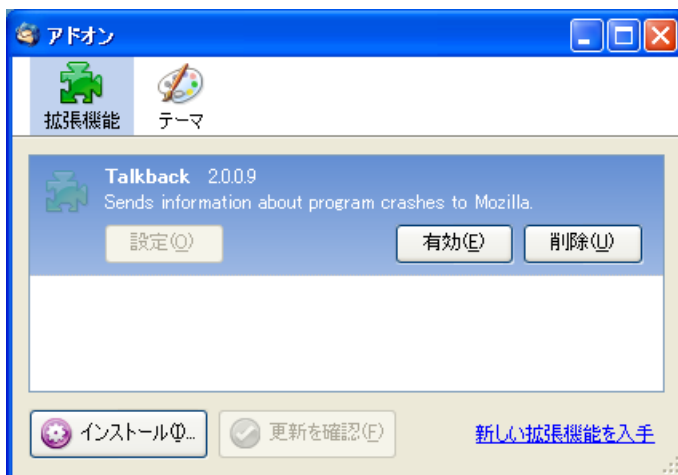 アドオン
拡張機能 テーマ
Talkback 2.0.0.9
Sends information about program crashes to Mozilla.
設定(O) 有効(E) 削除(U)
インストール(I)... 更新を確認(F) 新しい拡張機能を入手